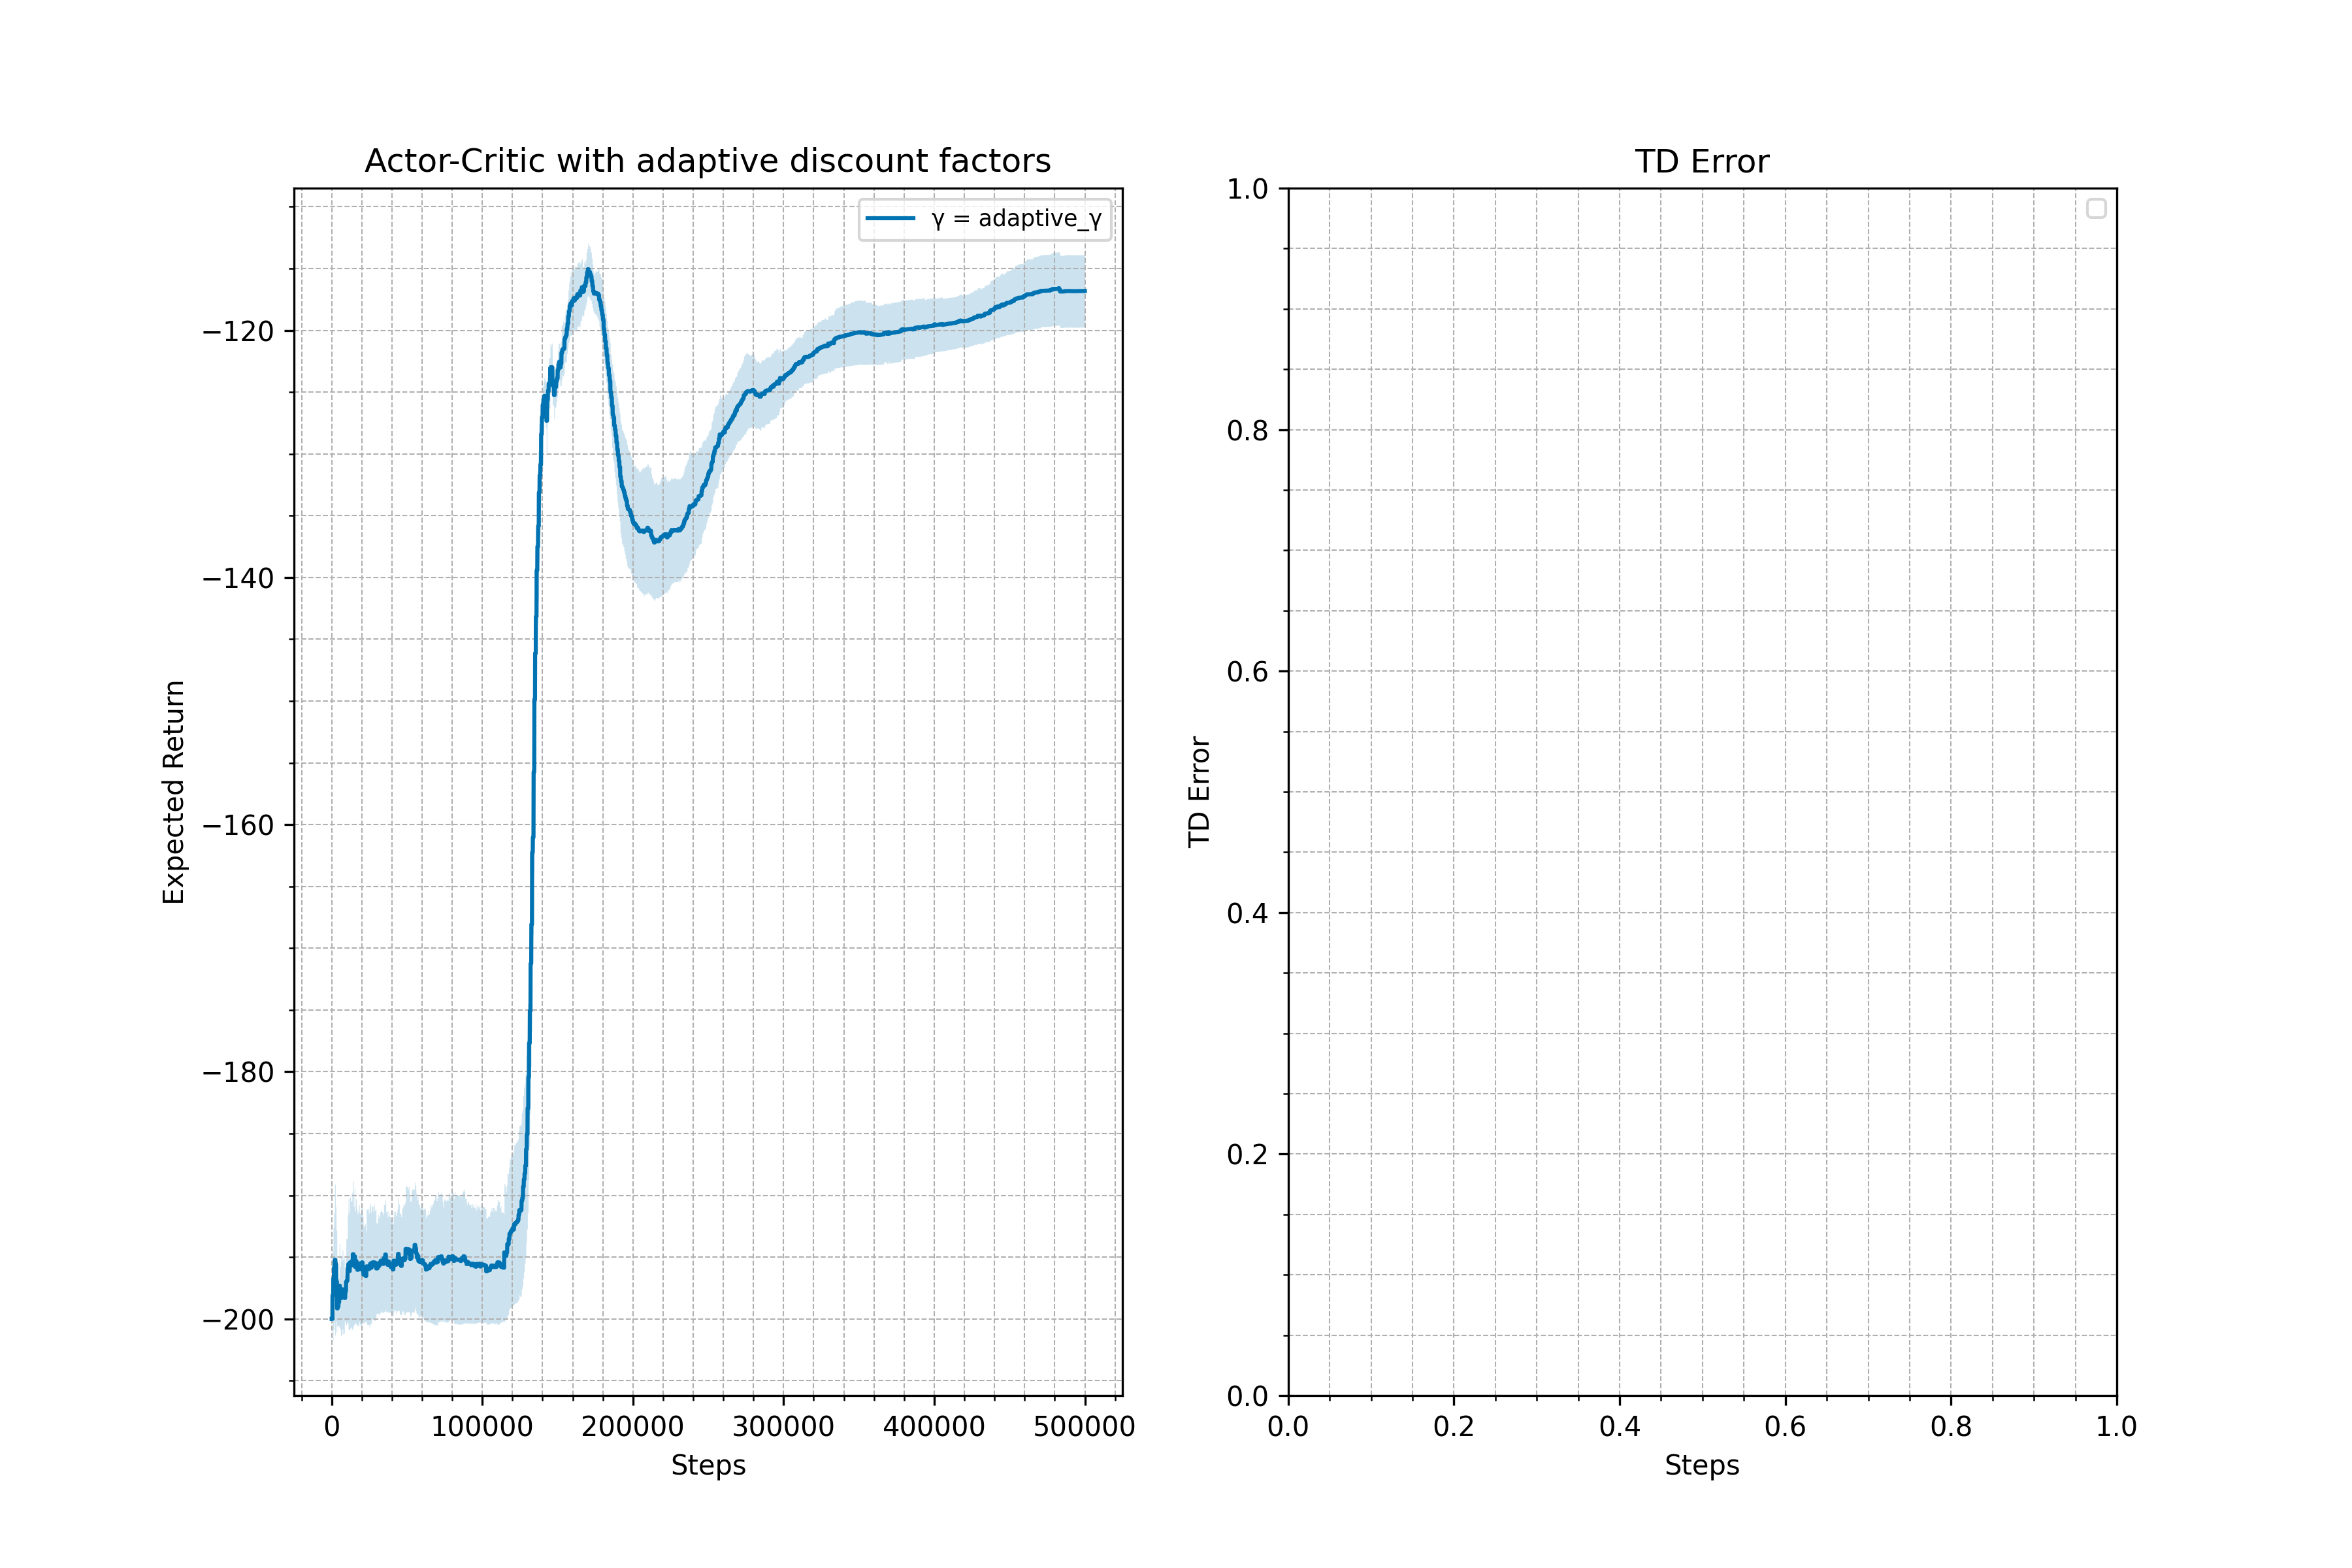 Actor-Critic with adaptive discount factors
γ = adaptive_γ
Expected Return
−120
−140
−160
−180
−200
0 100000 200000 300000 400000 500000
Steps
TD Error
TD Error
1.0
0.8
0.6
0.4
0.2
0.0
0.0 0.2 0.4 0.6 0.8 1.0
Steps